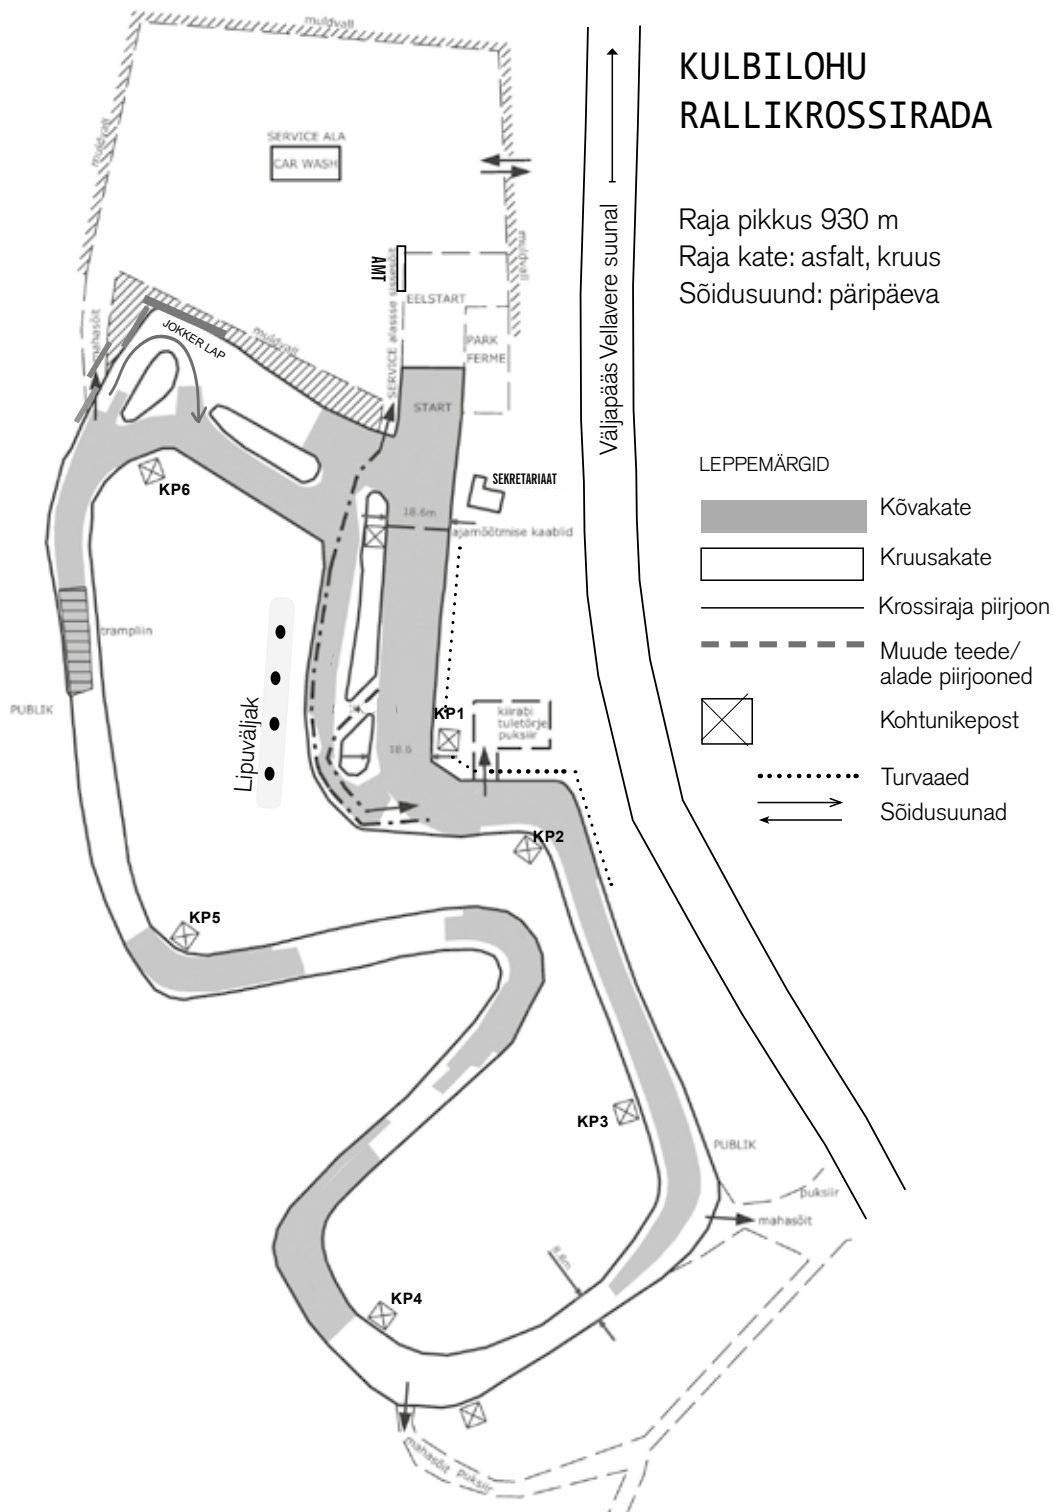 muldvall
KULBILOHU
RALLIKROSSIRADA
muldvall
SERVICE ALA
CAR WASH
Raja pikkus 930 m
Raja kate: asfalt, kruus
Sõidusuund: päripäeva
Väljapääs Vellavere suunal
muldvall
AMT
EELSTART
SERVICE alasse sissesõit
mahasõit
JOKKER LAP
muldvall
PARK
FERME
START
KP6
SEKRETARIAAT
18.6m
ajamõõtmise kaablid
LEPPEMÄRGID
Kõvakate
Kruusakate
Krossiraja piirjoon
Muude teede/
alade piirjooned
Kohtunikepost
Turvaaed
Sõidusuunad
trampliin
PUBLIK
Lipuväljak
KP1
kiirabi
tuletõrje
puksiir
18.6
KP2
KP5
KP3
PUBLIK
puksiir
mahasõit
KP4
mahasõit puksiir